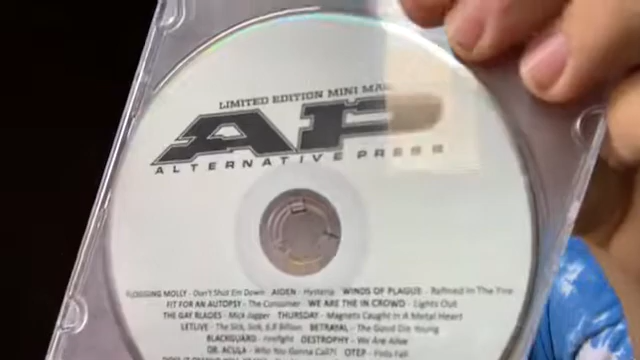 LIMITED EDITION MINI
AP
ALTERNATIVE PRESS
FLOGGING MOLLY - Don't Shut Em Down AIDEN - Hysteria WINDS OF PLAGUE - Refined In The Fire
FIT FOR AN AUTOPSY - The Consumer WE ARE THE IN CROWD - Lights Out
THE GAY BLADES - Mick Jagger THURSDAY - Magnets Caught In A Metal Heart
LETLIVE - The Sick, Sick, 6.8 Billion BETRAYAL - The Good Die Young
BLACKGUARD - Firefight DESTROPHY - We Are Alive
DR. ACULA - Who You Gonna Call?! OTEP - Fists Fall